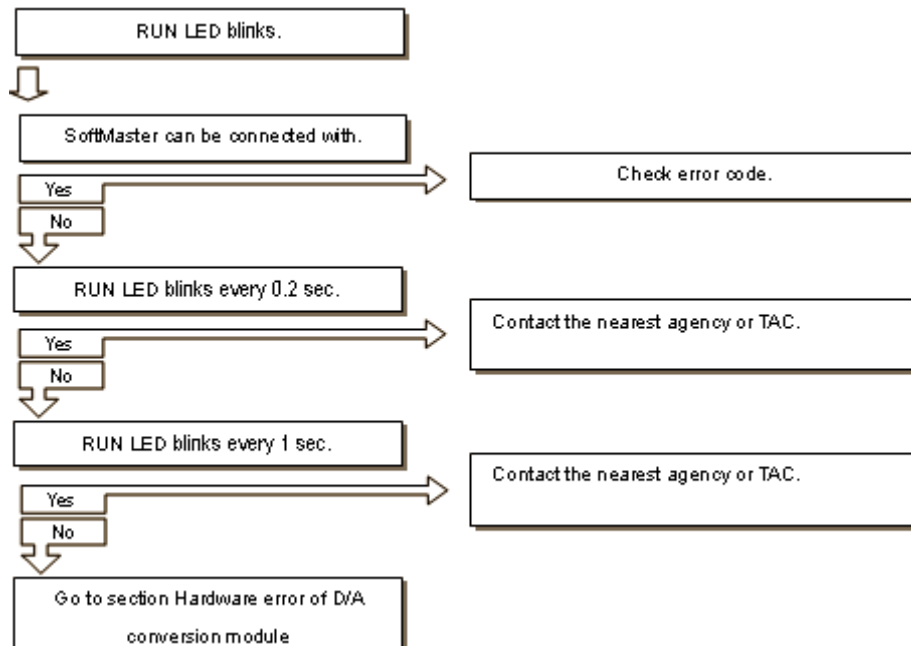 RUN LED blinks.
SoftMaster can be connected with.
Yes
Check error code.
No
RUN LED blinks every 0.2 sec.
Yes
Contact the nearest agency or TAC.
No
RUN LED blinks every 1 sec.
Yes
Contact the nearest agency or TAC.
No
Go to section Hardware error of D/A
conversion module